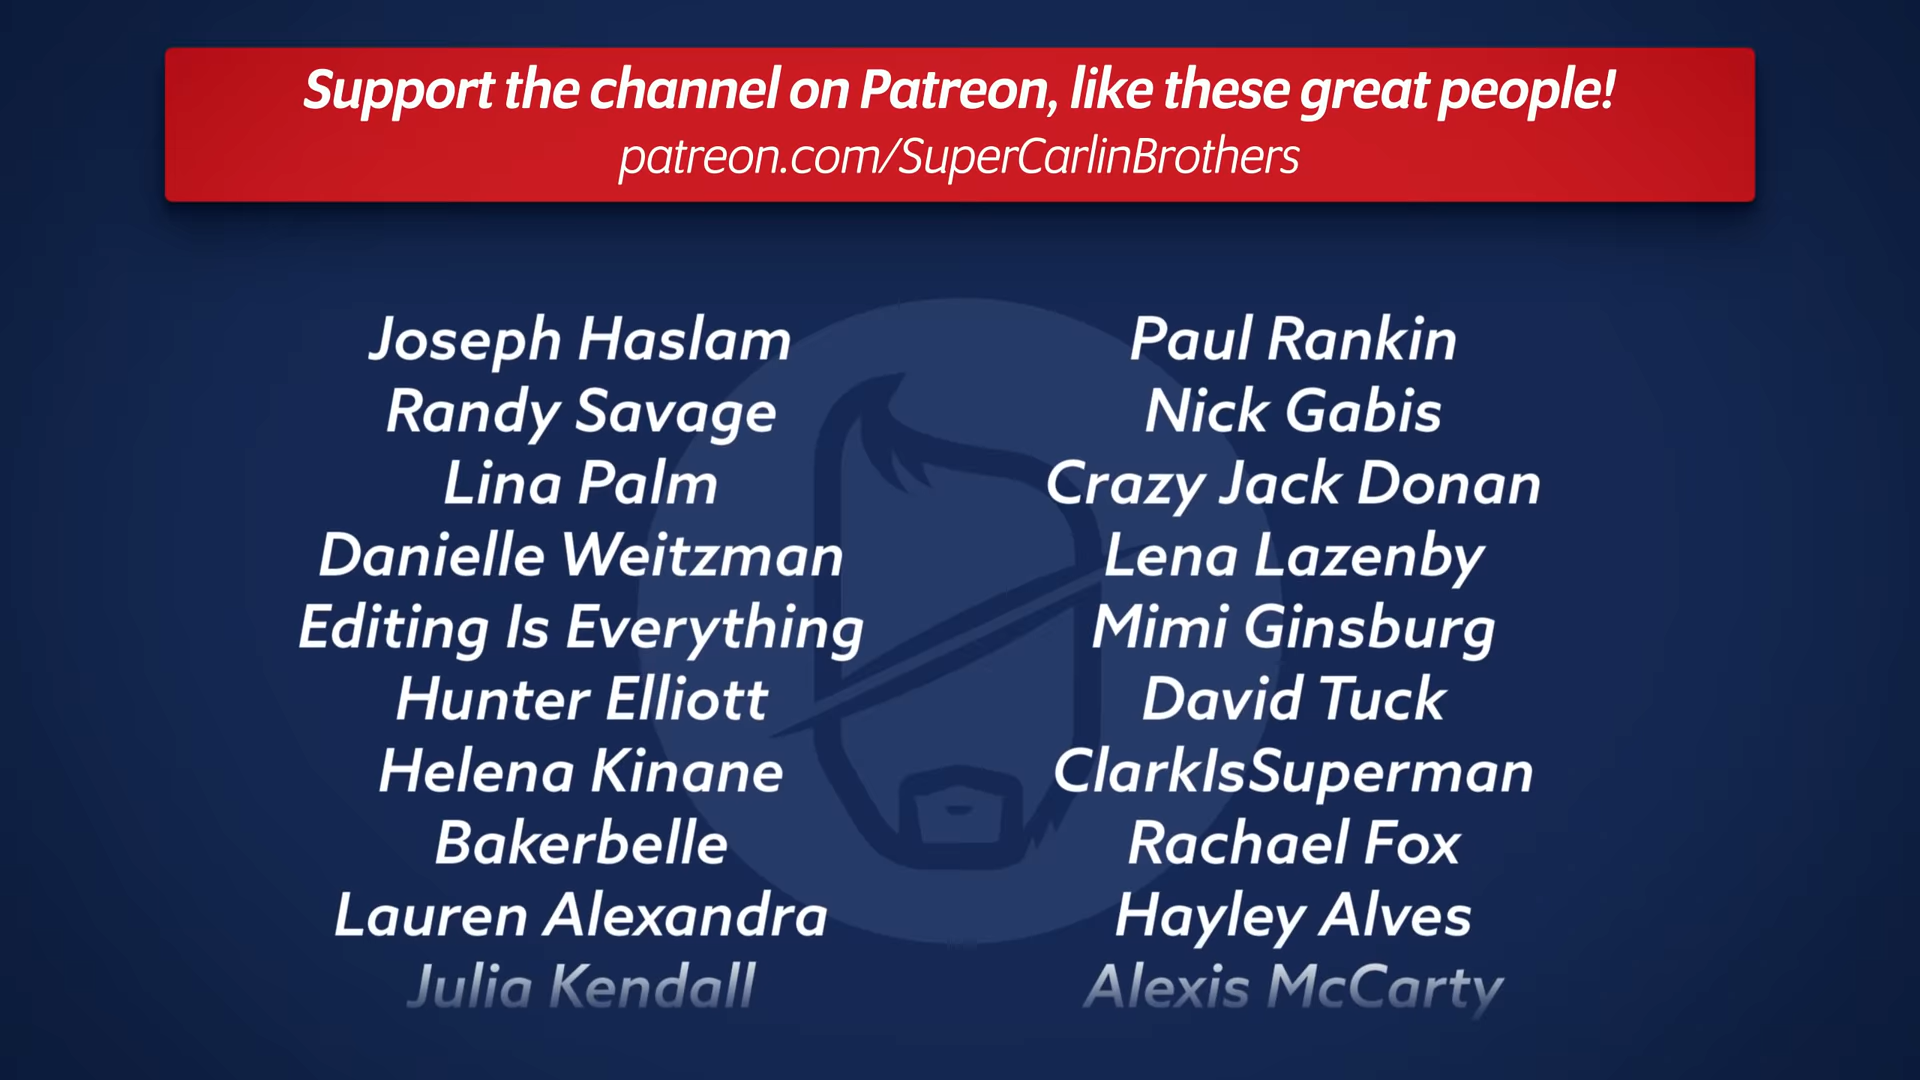 Support the channel on Patreon, like these great people!
patreon.com/SuperCarlinBrothers
Joseph Haslam
Randy Savage
Lina Palm
Danielle Weitzman
Editing Is Everything
Hunter Elliott
Helena Kinane
Bakerbelle
Lauren Alexandra
Julia Kendall
Paul Rankin
Nick Gabis
Crazy Jack Donan
Lena Lazenby
Mimi Ginsburg
David Tuck
ClarkIsSuperman
Rachael Fox
Hayley Alves
Alexis McCarty